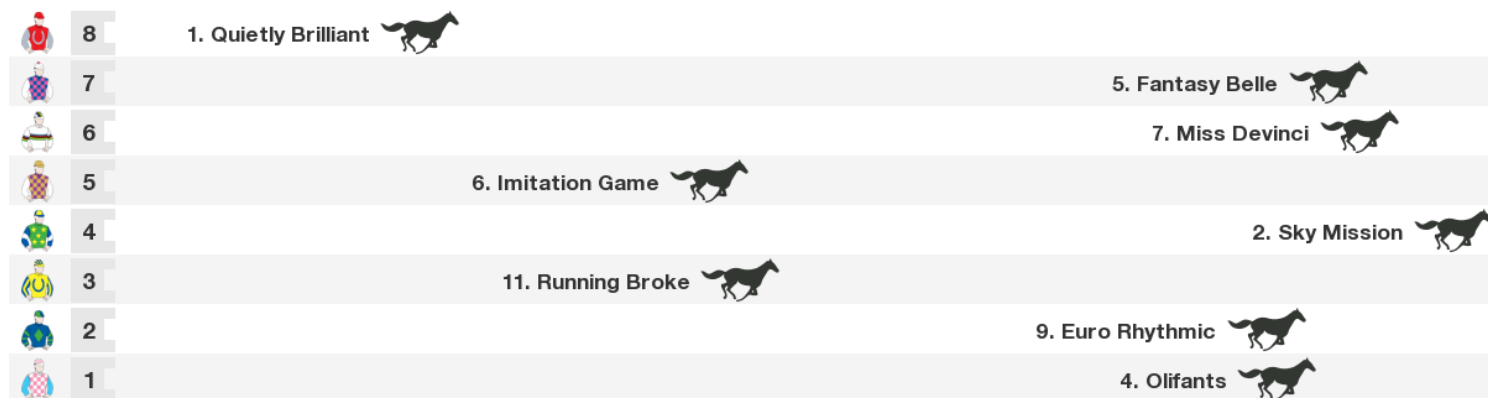 8 1. Quietly Brilliant
7 5. Fantasy Belle
6 7. Miss Devinci
5 6. Imitation Game
4 2. Sky Mission
3 11. Running Broke
2 9. Euro Rhythmic
1 4. Olifants